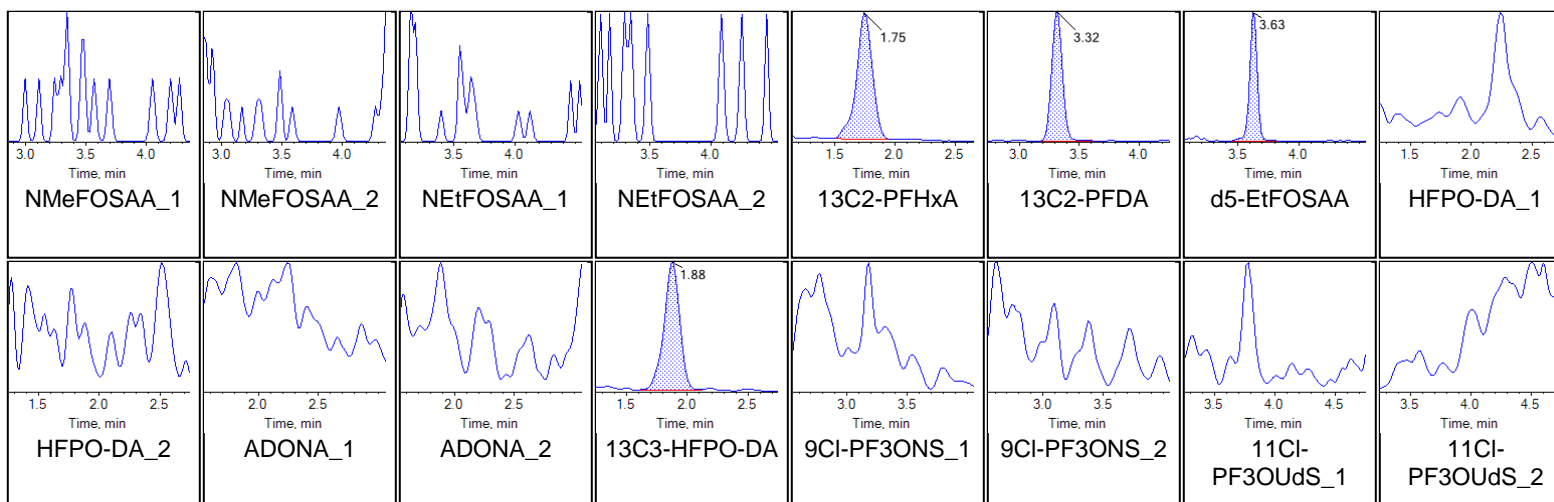 1.75
3.32
3.63
3.0 3.5 4.0
3.0 3.5 4.0
3.5 4.0 4.5
3.5 4.0 4.5
1.5 2.0 2.5
3.0 3.5 4.0
3.5 4.0
1.5 2.0 2.5
Time, min
Time, min
Time, min
Time, min
Time, min
Time, min
Time, min
Time, min
NMeFOSAA_1
NMeFOSAA_2
NEtFOSAA_1
NEtFOSAA_2
13C2-PFHxA
13C2-PFDA
d5-EtFOSAA
HFPO-DA_1
1.88
1.5 2.0 2.5
2.0 2.5
2.0 2.5
1.5 2.0 2.5
3.0 3.5
3.0 3.5
3.5 4.0 4.5
3.5 4.0 4.5
Time, min
Time, min
Time, min
Time, min
Time, min
Time, min
Time, min
Time, min
HFPO-DA_2
ADONA_1
ADONA_2
13C3-HFPO-DA
9Cl-PF3ONS_1
9Cl-PF3ONS_2
11Cl-
PF3OUdS_1
11Cl-
PF3OUdS_2